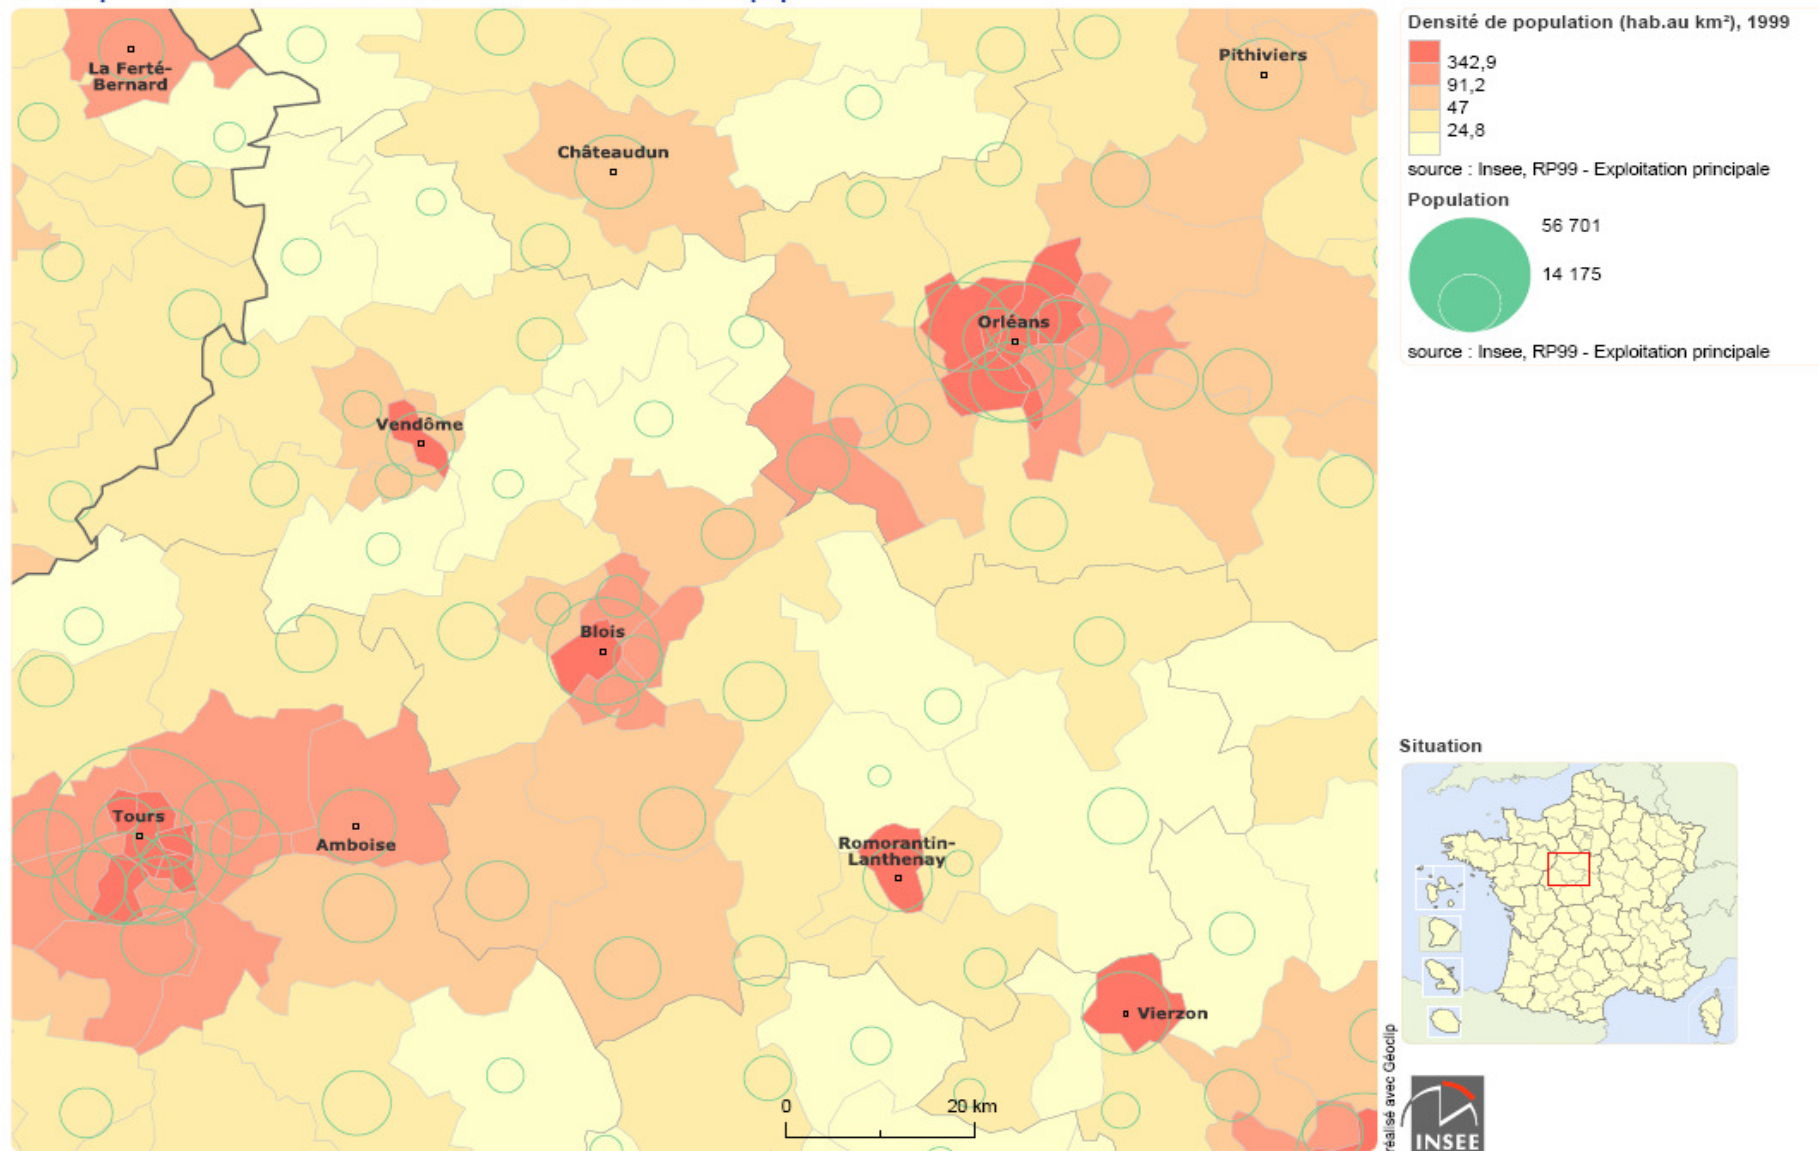 La Ferté-
Bernard
Pithiviers
Châteaudun
Orléans
Vendôme
Blois
Tours
Amboise
Romorantin-
Lanthenay
Vierzon
0 20 km
Densité de population (hab.au km²), 1999
342,9
91,2
47
24,8
source : Insee, RP99 - Exploitation principale
Population
56 701
14 175
source : Insee, RP99 - Exploitation principale
Situation
réalisé avec Géoclip
INSEE